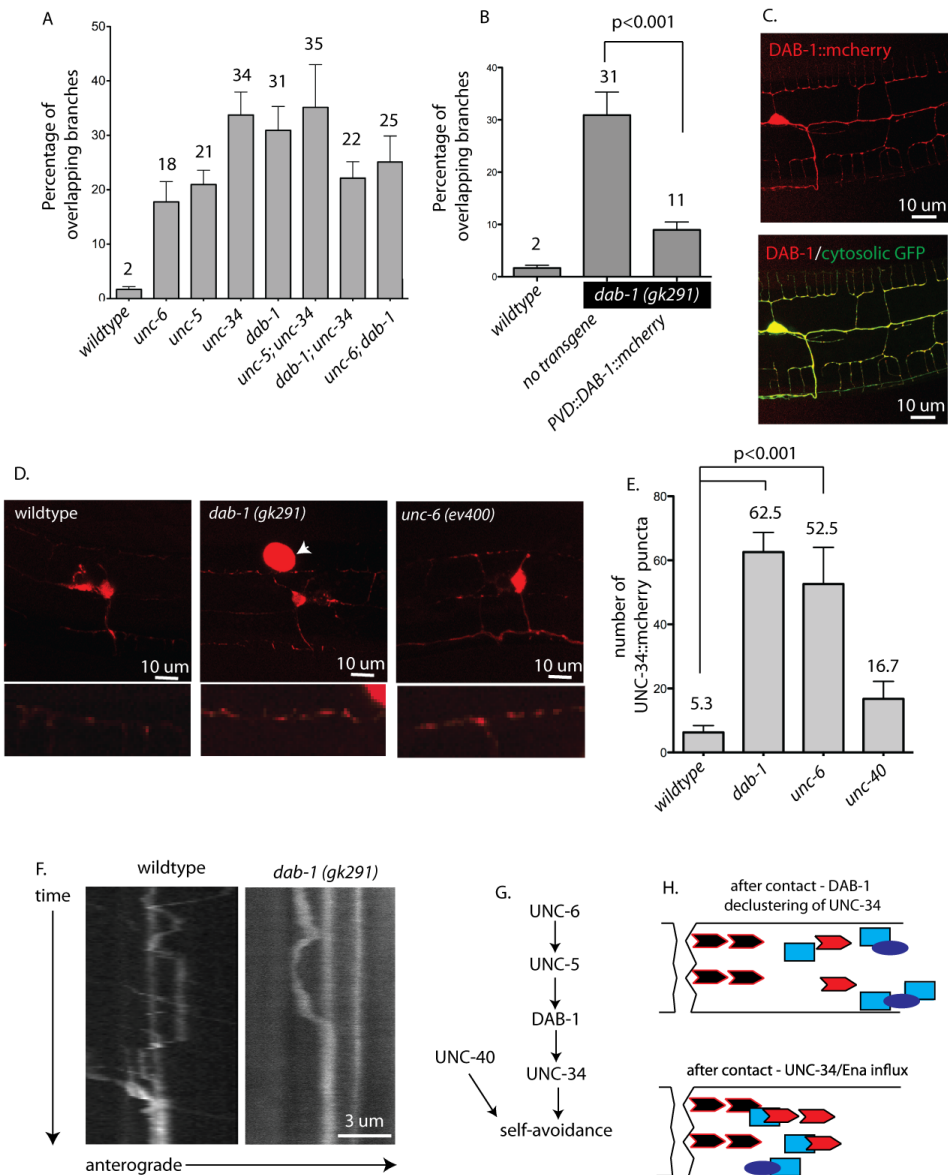 A
Percentage of
overlapping branches
50
40
30
20
10
0
2
18
21
34
31
35
22
25
wildtype
unc-6
unc-5
unc-34
dab-1
unc-5; unc-34
dab-1; unc-34
unc-6; dab-1
B
p<0.001
Percentage of
overlapping branches
40
30
20
10
0
2
31
11
dab-1 (gk291)
wildtype
no transgene
PVD::DAB-1::mcherry
C.
DAB-1::mcherry
10 um
DAB-1/cytosolic GFP
10 um
D.
wildtype
10 um
dab-1 (gk291)
10 um
unc-6 (ev400)
10 um
E.
p<0.001
number of
UNC-34::mcherry puncta
80
60
40
20
0
5.3
62.5
52.5
16.7
wildtype
dab-1
unc-6
unc-40
F.
time
wildtype
dab-1 (gk291)
3 um
anterograde
G.
UNC-6
UNC-5
DAB-1
UNC-40
UNC-34
self-avoidance
H.
after contact - DAB-1
declustering of UNC-34
after contact - UNC-34/Ena influx